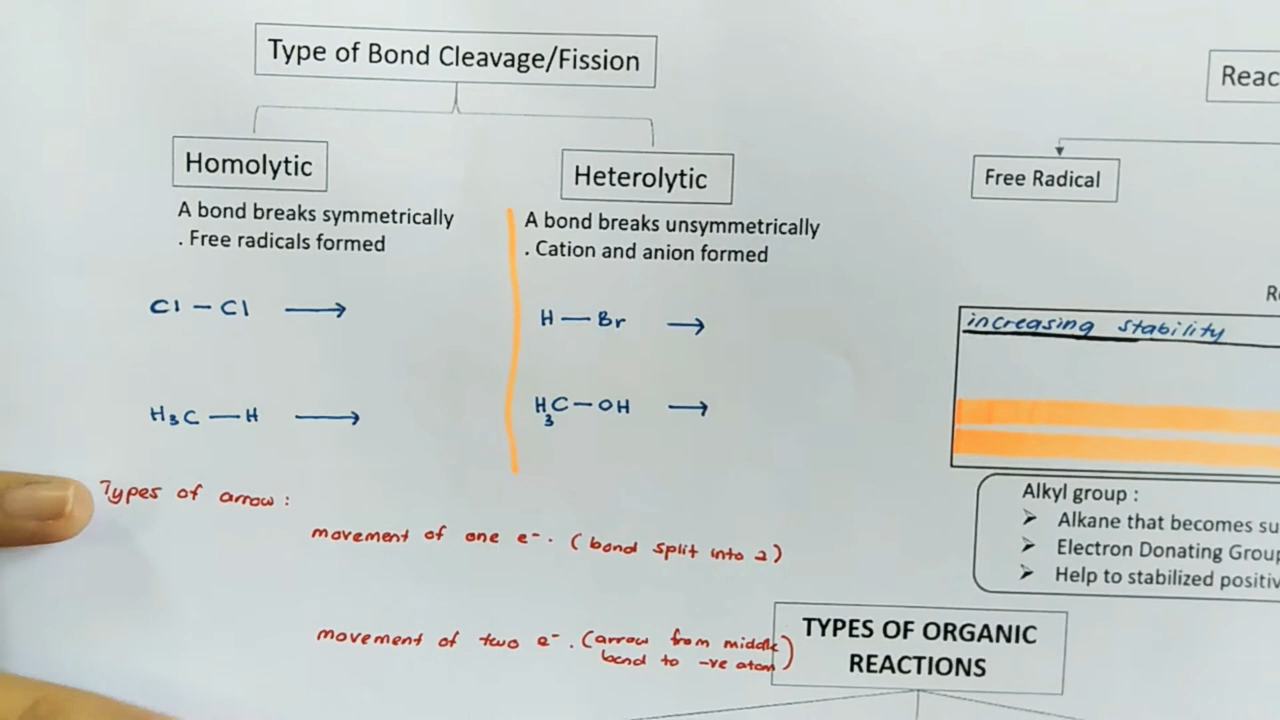 Type of Bond Cleavage/Fission
Homolytic
A bond breaks symmetrically
. Free radicals formed
Cl — Cl ⟶
H₃C — H ⟶
Heterolytic
A bond breaks unsymmetrically
. Cation and anion formed
H — Br ⟶
H₃C — OH ⟶
Types of arrow :
movement of one e⁻. (bond split into 2)
movement of two e⁻. (arrow from middle
bond to -ve atom)
Reac
Free Radical
increasing stability
Alkyl group :
➢ Alkane that becomes su
➢ Electron Donating Group
➢ Help to stabilized positiv
TYPES OF ORGANIC
REACTIONS